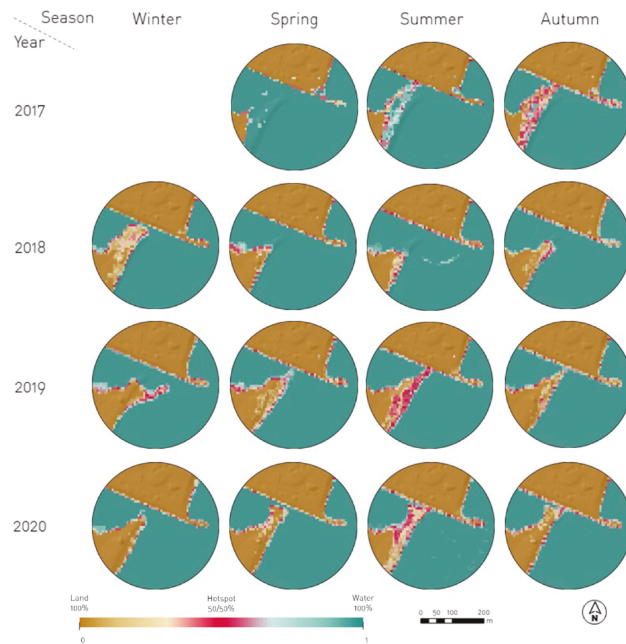 Season
Winter
Spring
Summer
Autumn
Year
2017
2018
2019
2020
Land
100%
Hotspot
50/50%
Water
100%
0
1
0 50 100 200
m
N